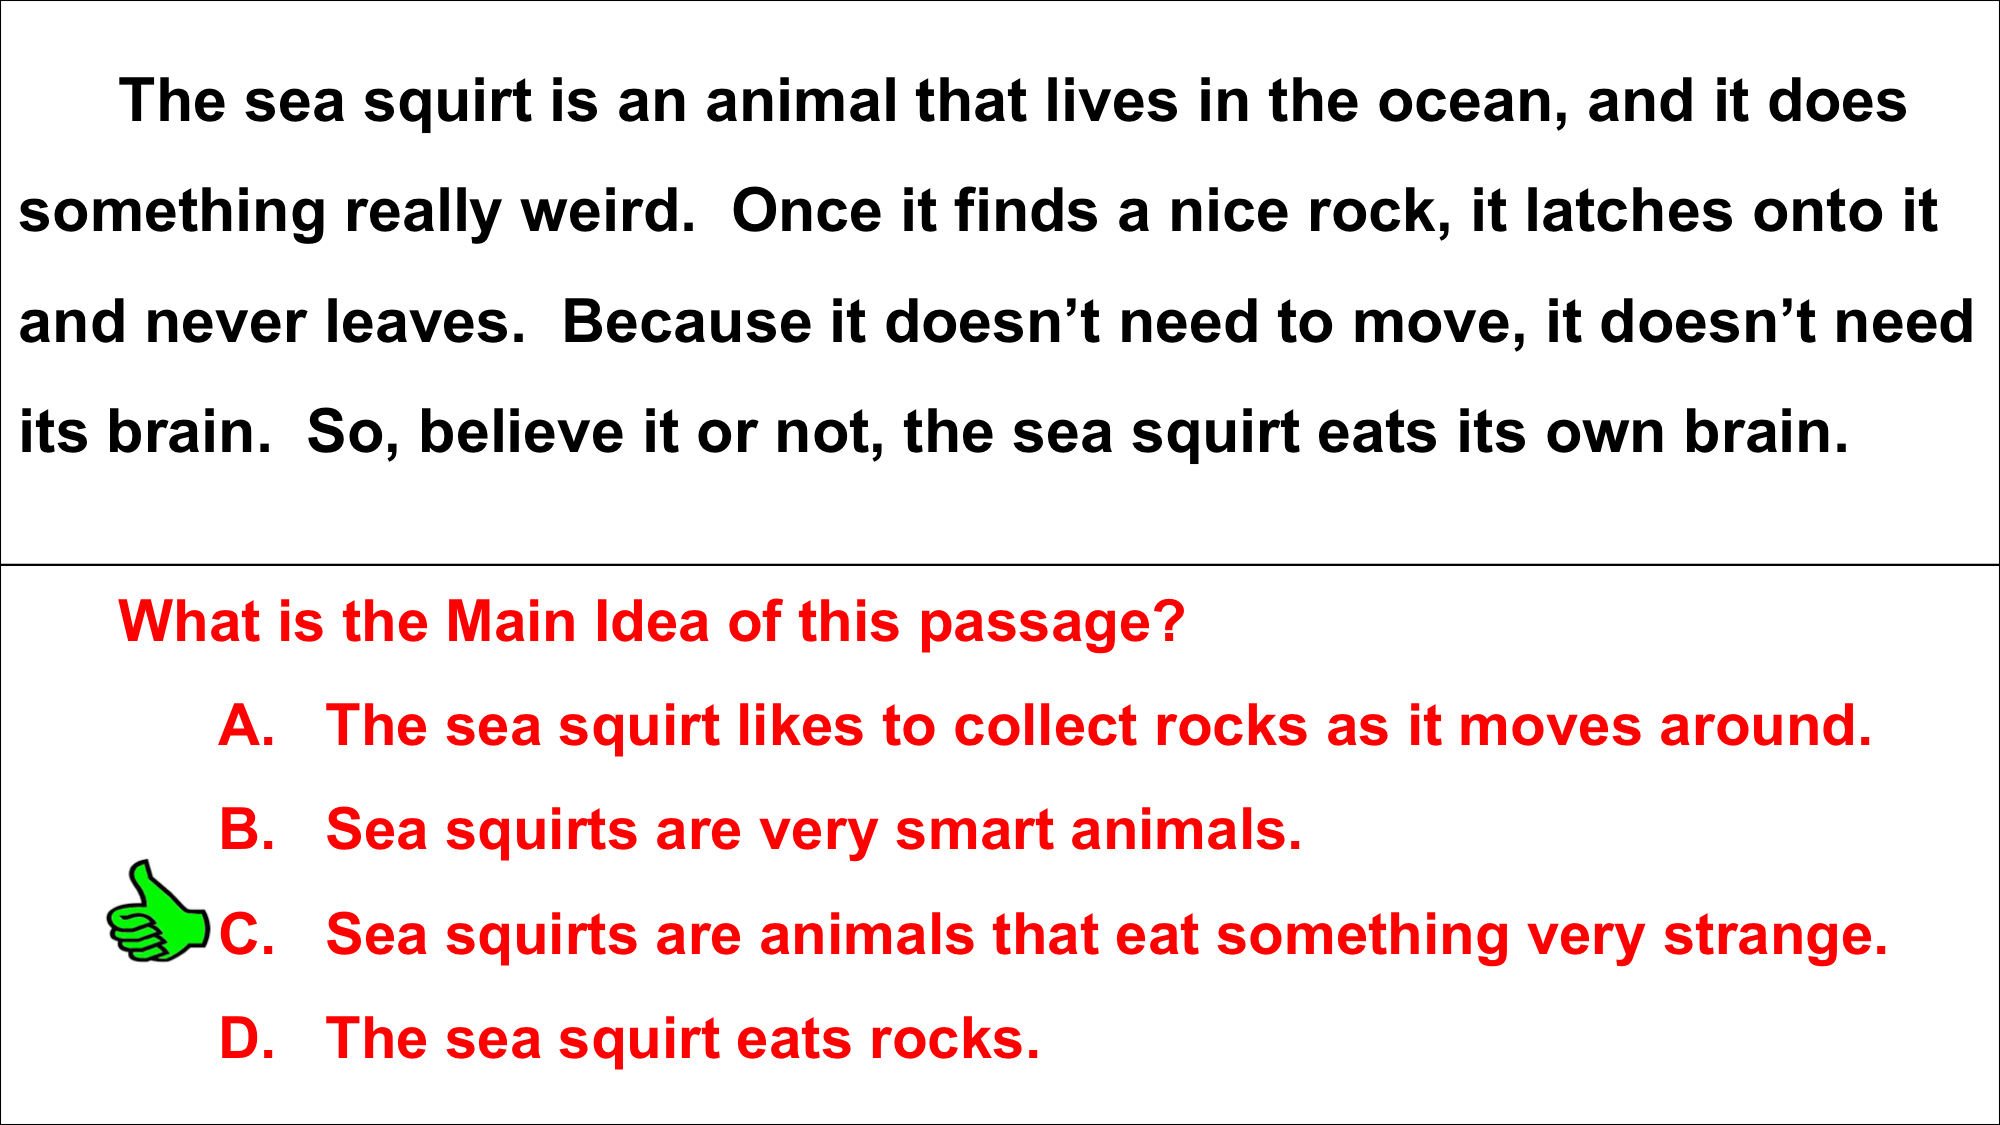 The sea squirt is an animal that lives in the ocean, and it does
something really weird.  Once it finds a nice rock, it latches onto it
and never leaves.  Because it doesn’t need to move, it doesn’t need
its brain.  So, believe it or not, the sea squirt eats its own brain.
What is the Main Idea of this passage?
A. The sea squirt likes to collect rocks as it moves around.
B. Sea squirts are very smart animals.
C. Sea squirts are animals that eat something very strange.
D. The sea squirt eats rocks.